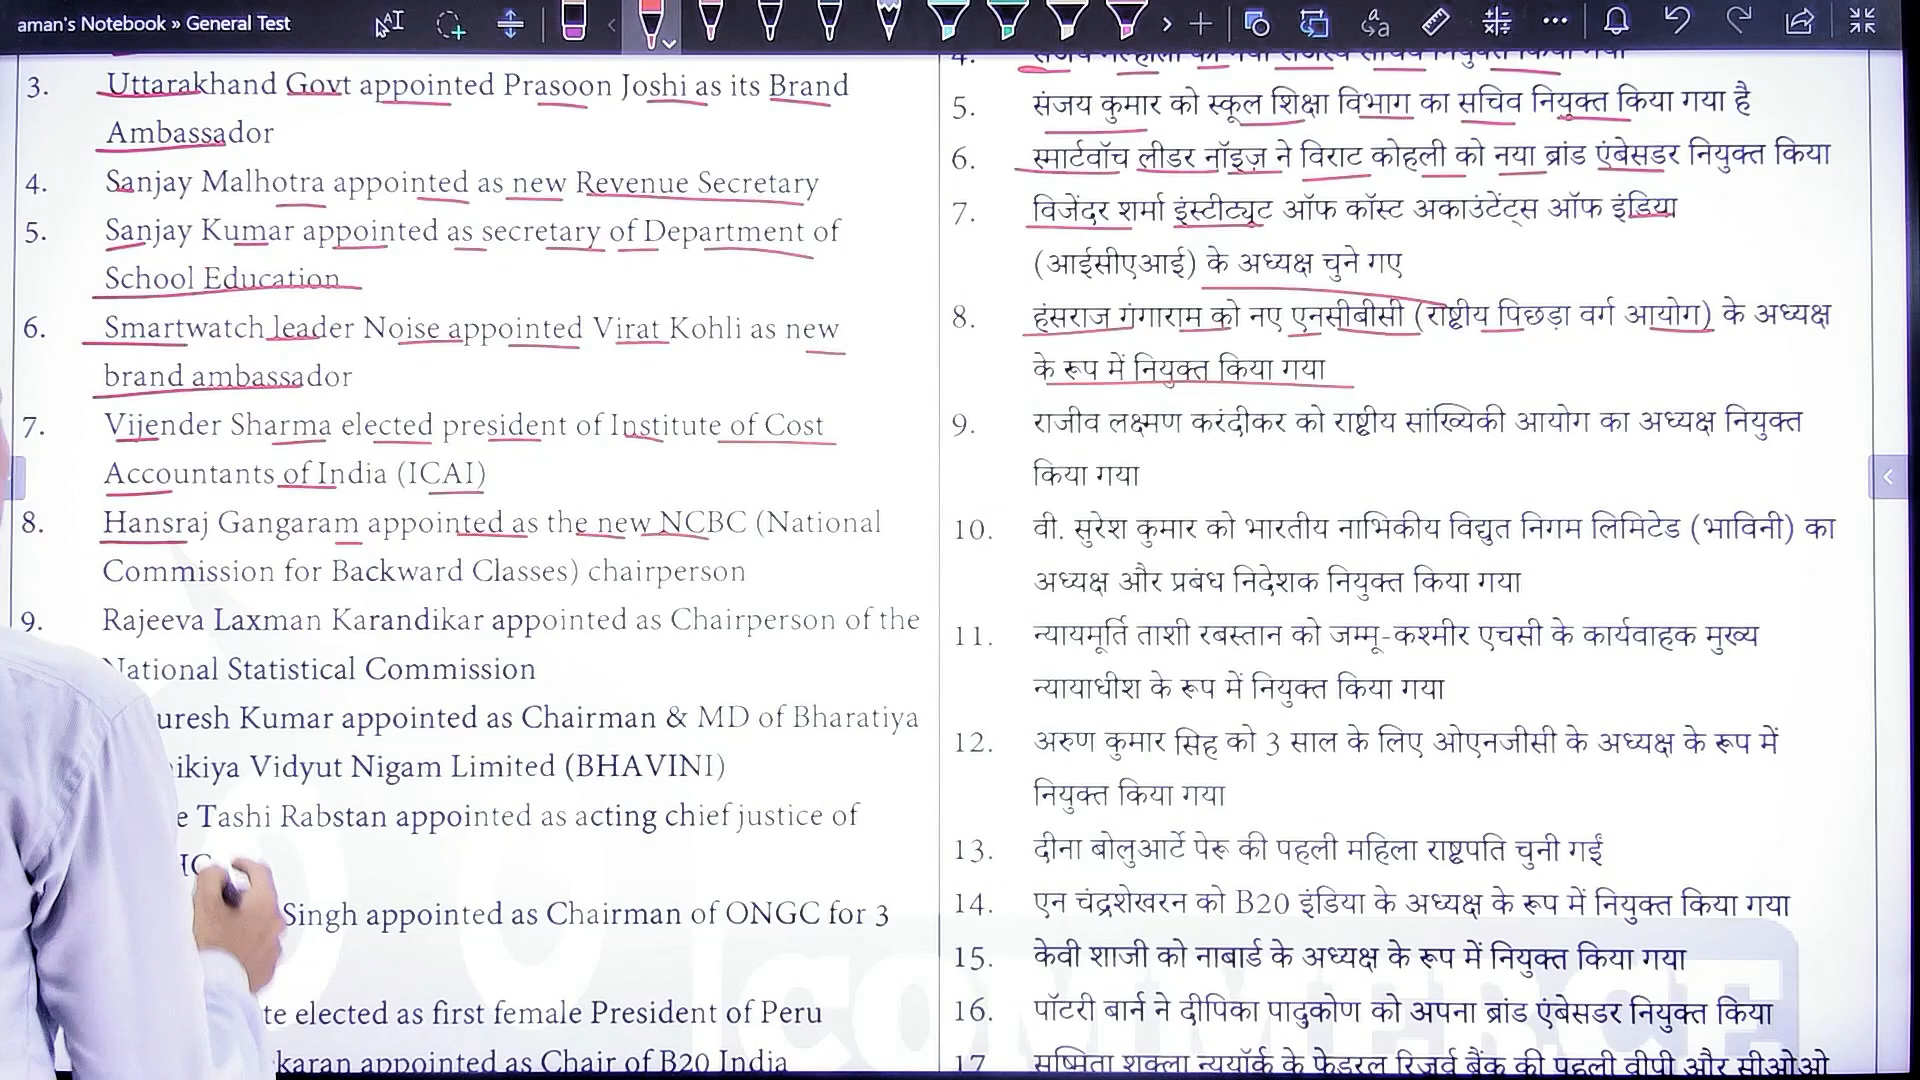 aman's Notebook » General Test
3. Uttarakhand Govt appointed Prasoon Joshi as its Brand
Ambassador
4. Sanjay Malhotra appointed as new Revenue Secretary
5. Sanjay Kumar appointed as secretary of Department of
School Education
6. Smartwatch leader Noise appointed Virat Kohli as new
brand ambassador
7. Vijender Sharma elected president of Institute of Cost
Accountants of India (ICAI)
8. Hansraj Gangaram appointed as the new NCBC (National
Commission for Backward Classes) chairperson
9. Rajeeva Laxman Karandikar appointed as Chairperson of the
National Statistical Commission
uresh Kumar appointed as Chairman & MD of Bharatiya
ikiya Vidyut Nigam Limited (BHAVINI)
e Tashi Rabstan appointed as acting chief justice of
HC
Singh appointed as Chairman of ONGC for 3
te elected as first female President of Peru
karan appointed as Chair of B20 India
5. संजय कुमार को स्कूल शिक्षा विभाग का सचिव नियुक्त किया गया है
6. स्मार्टवॉच लीडर नॉइज़ ने विराट कोहली को नया ब्रांड एंबेसडर नियुक्त किया
7. विजेंदर शर्मा इंस्टीट्यूट ऑफ कॉस्ट अकाउंटेंट्स ऑफ इंडिया
(आईसीएआई) के अध्यक्ष चुने गए
8. हंसराज गंगाराम को नए एनसीबीसी (राष्ट्रीय पिछड़ा वर्ग आयोग) के अध्यक्ष
के रूप में नियुक्त किया गया
9. राजीव लक्ष्मण करंदीकर को राष्ट्रीय सांख्यिकी आयोग का अध्यक्ष नियुक्त
किया गया
10. वी. सुरेश कुमार को भारतीय नाभिकीय विद्युत निगम लिमिटेड (भाविनी) का
अध्यक्ष और प्रबंध निदेशक नियुक्त किया गया
11. न्यायमूर्ति ताशी रबस्तान को जम्मू-कश्मीर एचसी के कार्यवाहक मुख्य
न्यायाधीश के रूप में नियुक्त किया गया
12. अरुण कुमार सिंह को 3 साल के लिए ओएनजीसी के अध्यक्ष के रूप में
नियुक्त किया गया
13. दीना बोलुआर्टे पेरू की पहली महिला राष्ट्रपति चुनी गईं
14. एन चंद्रशेखरन को B20 इंडिया के अध्यक्ष के रूप में नियुक्त किया गया
15. केवी शाजी को नाबार्ड के अध्यक्ष के रूप में नियुक्त किया गया
16. पॉटरी बार्न ने दीपिका पादुकोण को अपना ब्रांड एंबेसडर नियुक्त किया
17 सुष्मिता शुक्ला न्यूयॉर्क के फेडरल रिजर्व बैंक की पहली वीपी और सीओओ
COMMERCE